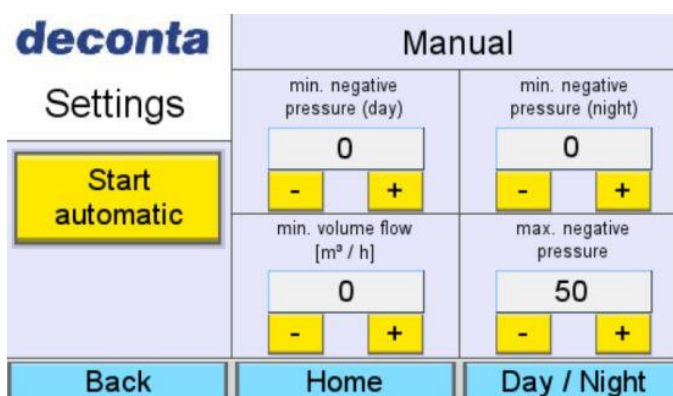 deconta
Settings
Start
automatic
Manual
min. negative
pressure (day)
0
-
+
min. negative
pressure (night)
0
-
+
min. volume flow
[m³ / h]
0
-
+
max. negative
pressure
50
-
+
Back
Home
Day / Night